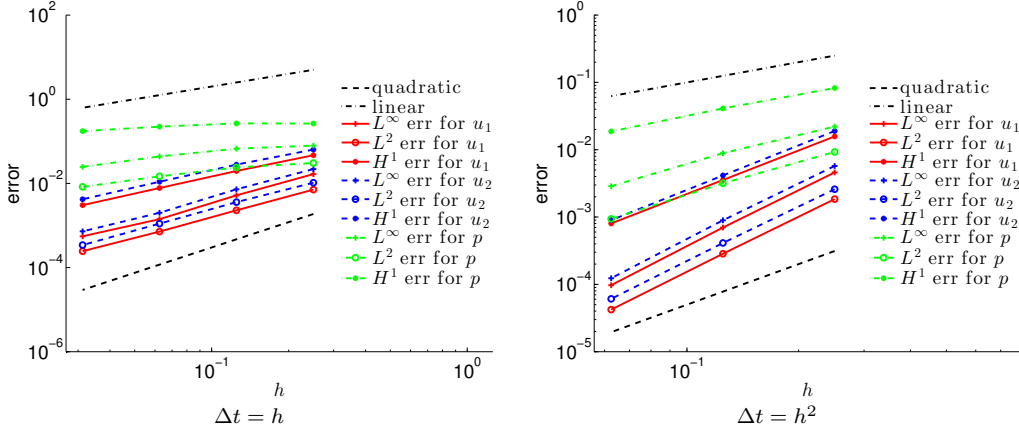 10^2
10^0
10^{-2}
10^{-4}
10^{-6}
error
10^{-1}
10^0
h
quadratic
linear
L^∞ err for u_1
L^2 err for u_1
H^1 err for u_1
L^∞ err for u_2
L^2 err for u_2
H^1 err for u_2
L^∞ err for p
L^2 err for p
H^1 err for p
Δt = h
10^0
10^{-1}
10^{-2}
10^{-3}
10^{-4}
10^{-5}
error
10^{-1}
h
quadratic
linear
L^∞ err for u_1
L^2 err for u_1
H^1 err for u_1
L^∞ err for u_2
L^2 err for u_2
H^1 err for u_2
L^∞ err for p
L^2 err for p
H^1 err for p
Δt = h^2